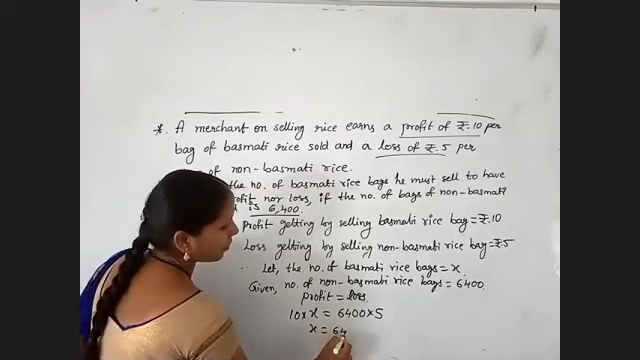 *. A merchant on selling rice earns a profit of ₹.10 per
bag of basmati rice sold and a loss of ₹.5 per
of non-basmati rice.
the no. of basmati rice bags he must sell to have
nor loss, if the no. of bags of non-basmati
is 6,400.
Profit getting by selling basmati rice bag=₹.10
Loss getting by selling non-basmati rice bag=₹.5
Let, the no. of basmati rice bags = x.
Given, no. of non-basmati rice bags = 6400.
Profit = loss.
10×x = 6400×5
x = 64